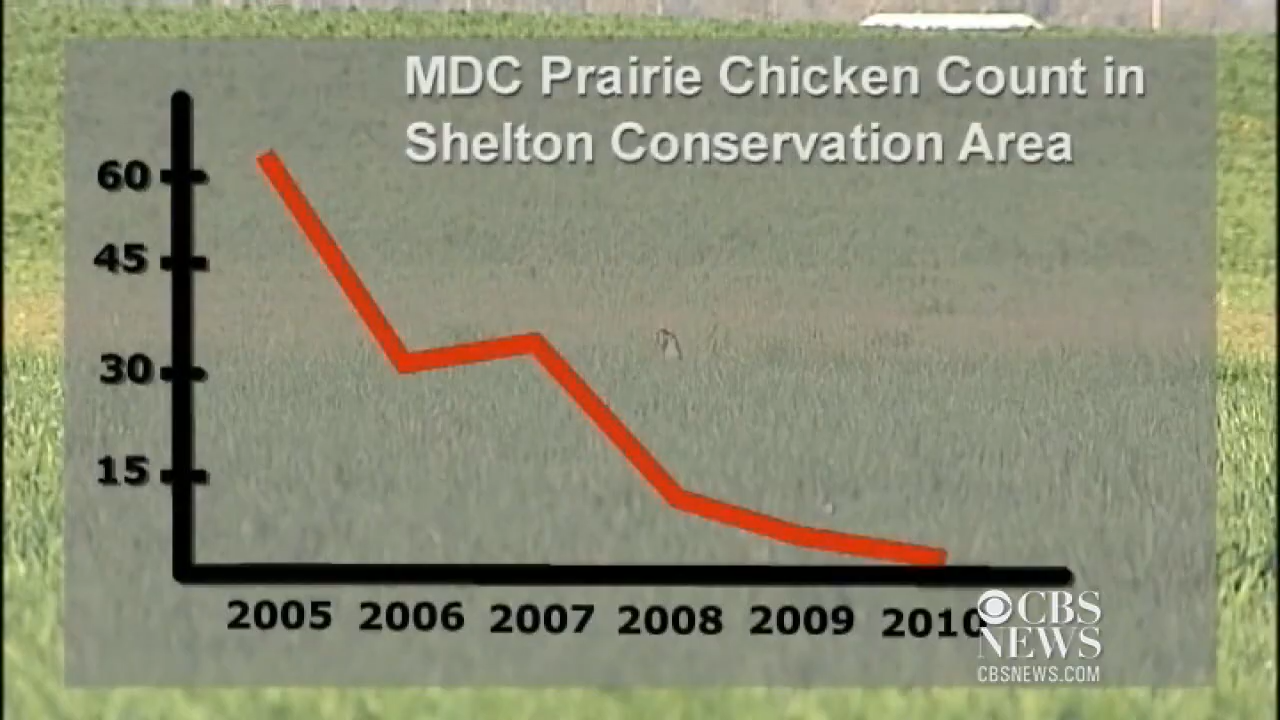 MDC Prairie Chicken Count in
Shelton Conservation Area
60
45
30
15
2005 2006 2007 2008 2009 2010
CBS
NEWS
CBSNEWS.COM